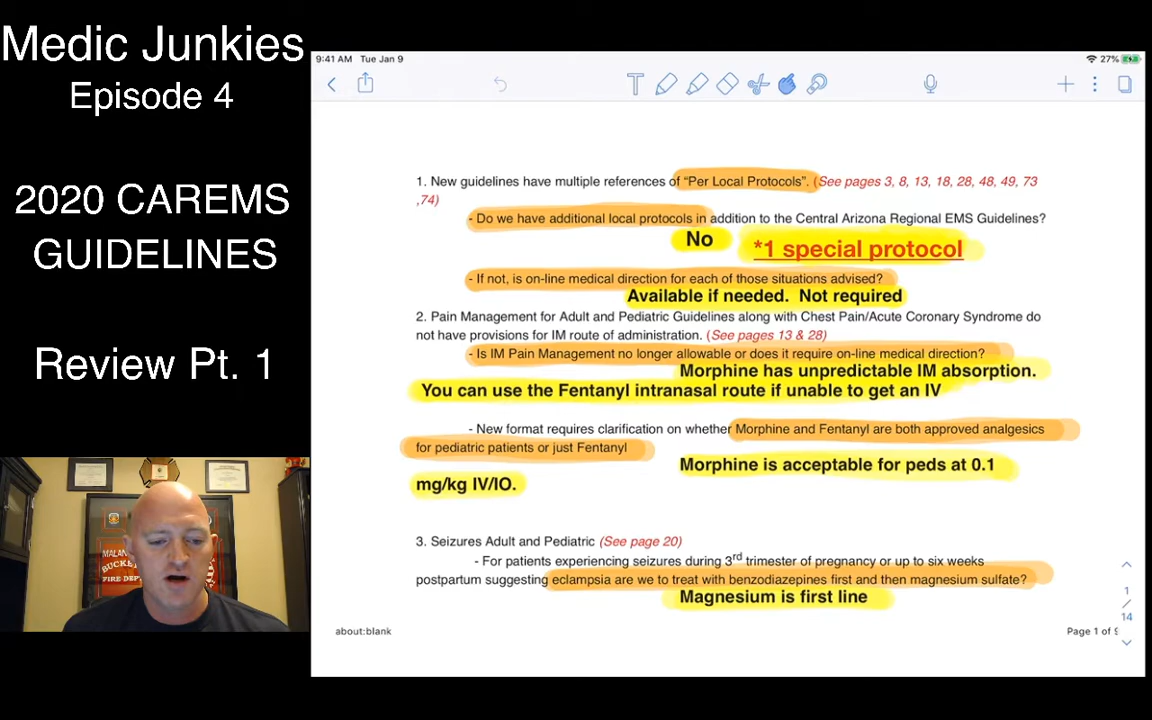 Medic Junkies
Episode 4
2020 CAREMS
GUIDELINES
Review Pt. 1
9:41 AM Tue Jan 9
27%
1. New guidelines have multiple references of “Per Local Protocols”. (See pages 3, 8, 13, 18, 28, 48, 49, 73
,74)
- Do we have additional local protocols in addition to the Central Arizona Regional EMS Guidelines?
No *1 special protocol
- If not, is on-line medical direction for each of those situations advised?
Available if needed. Not required
2. Pain Management for Adult and Pediatric Guidelines along with Chest Pain/Acute Coronary Syndrome do
not have provisions for IM route of administration. (See pages 13 & 28)
- Is IM Pain Management no longer allowable or does it require on-line medical direction?
Morphine has unpredictable IM absorption.
You can use the Fentanyl intranasal route if unable to get an IV
- New format requires clarification on whether Morphine and Fentanyl are both approved analgesics
for pediatric patients or just Fentanyl
Morphine is acceptable for peds at 0.1
mg/kg IV/IO.
3. Seizures Adult and Pediatric (See page 20)
- For patients experiencing seizures during 3rd trimester of pregnancy or up to six weeks
postpartum suggesting eclampsia are we to treat with benzodiazepines first and then magnesium sulfate?
Magnesium is first line
about:blank
Page 1 of 9
1
/
14
BUCKE
FIRE DEP